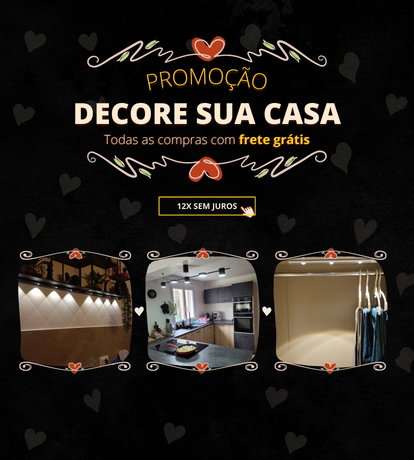 PROMOÇÃO
DECORE SUA CASA
Todas as compras com frete grátis
12X SEM JUROS